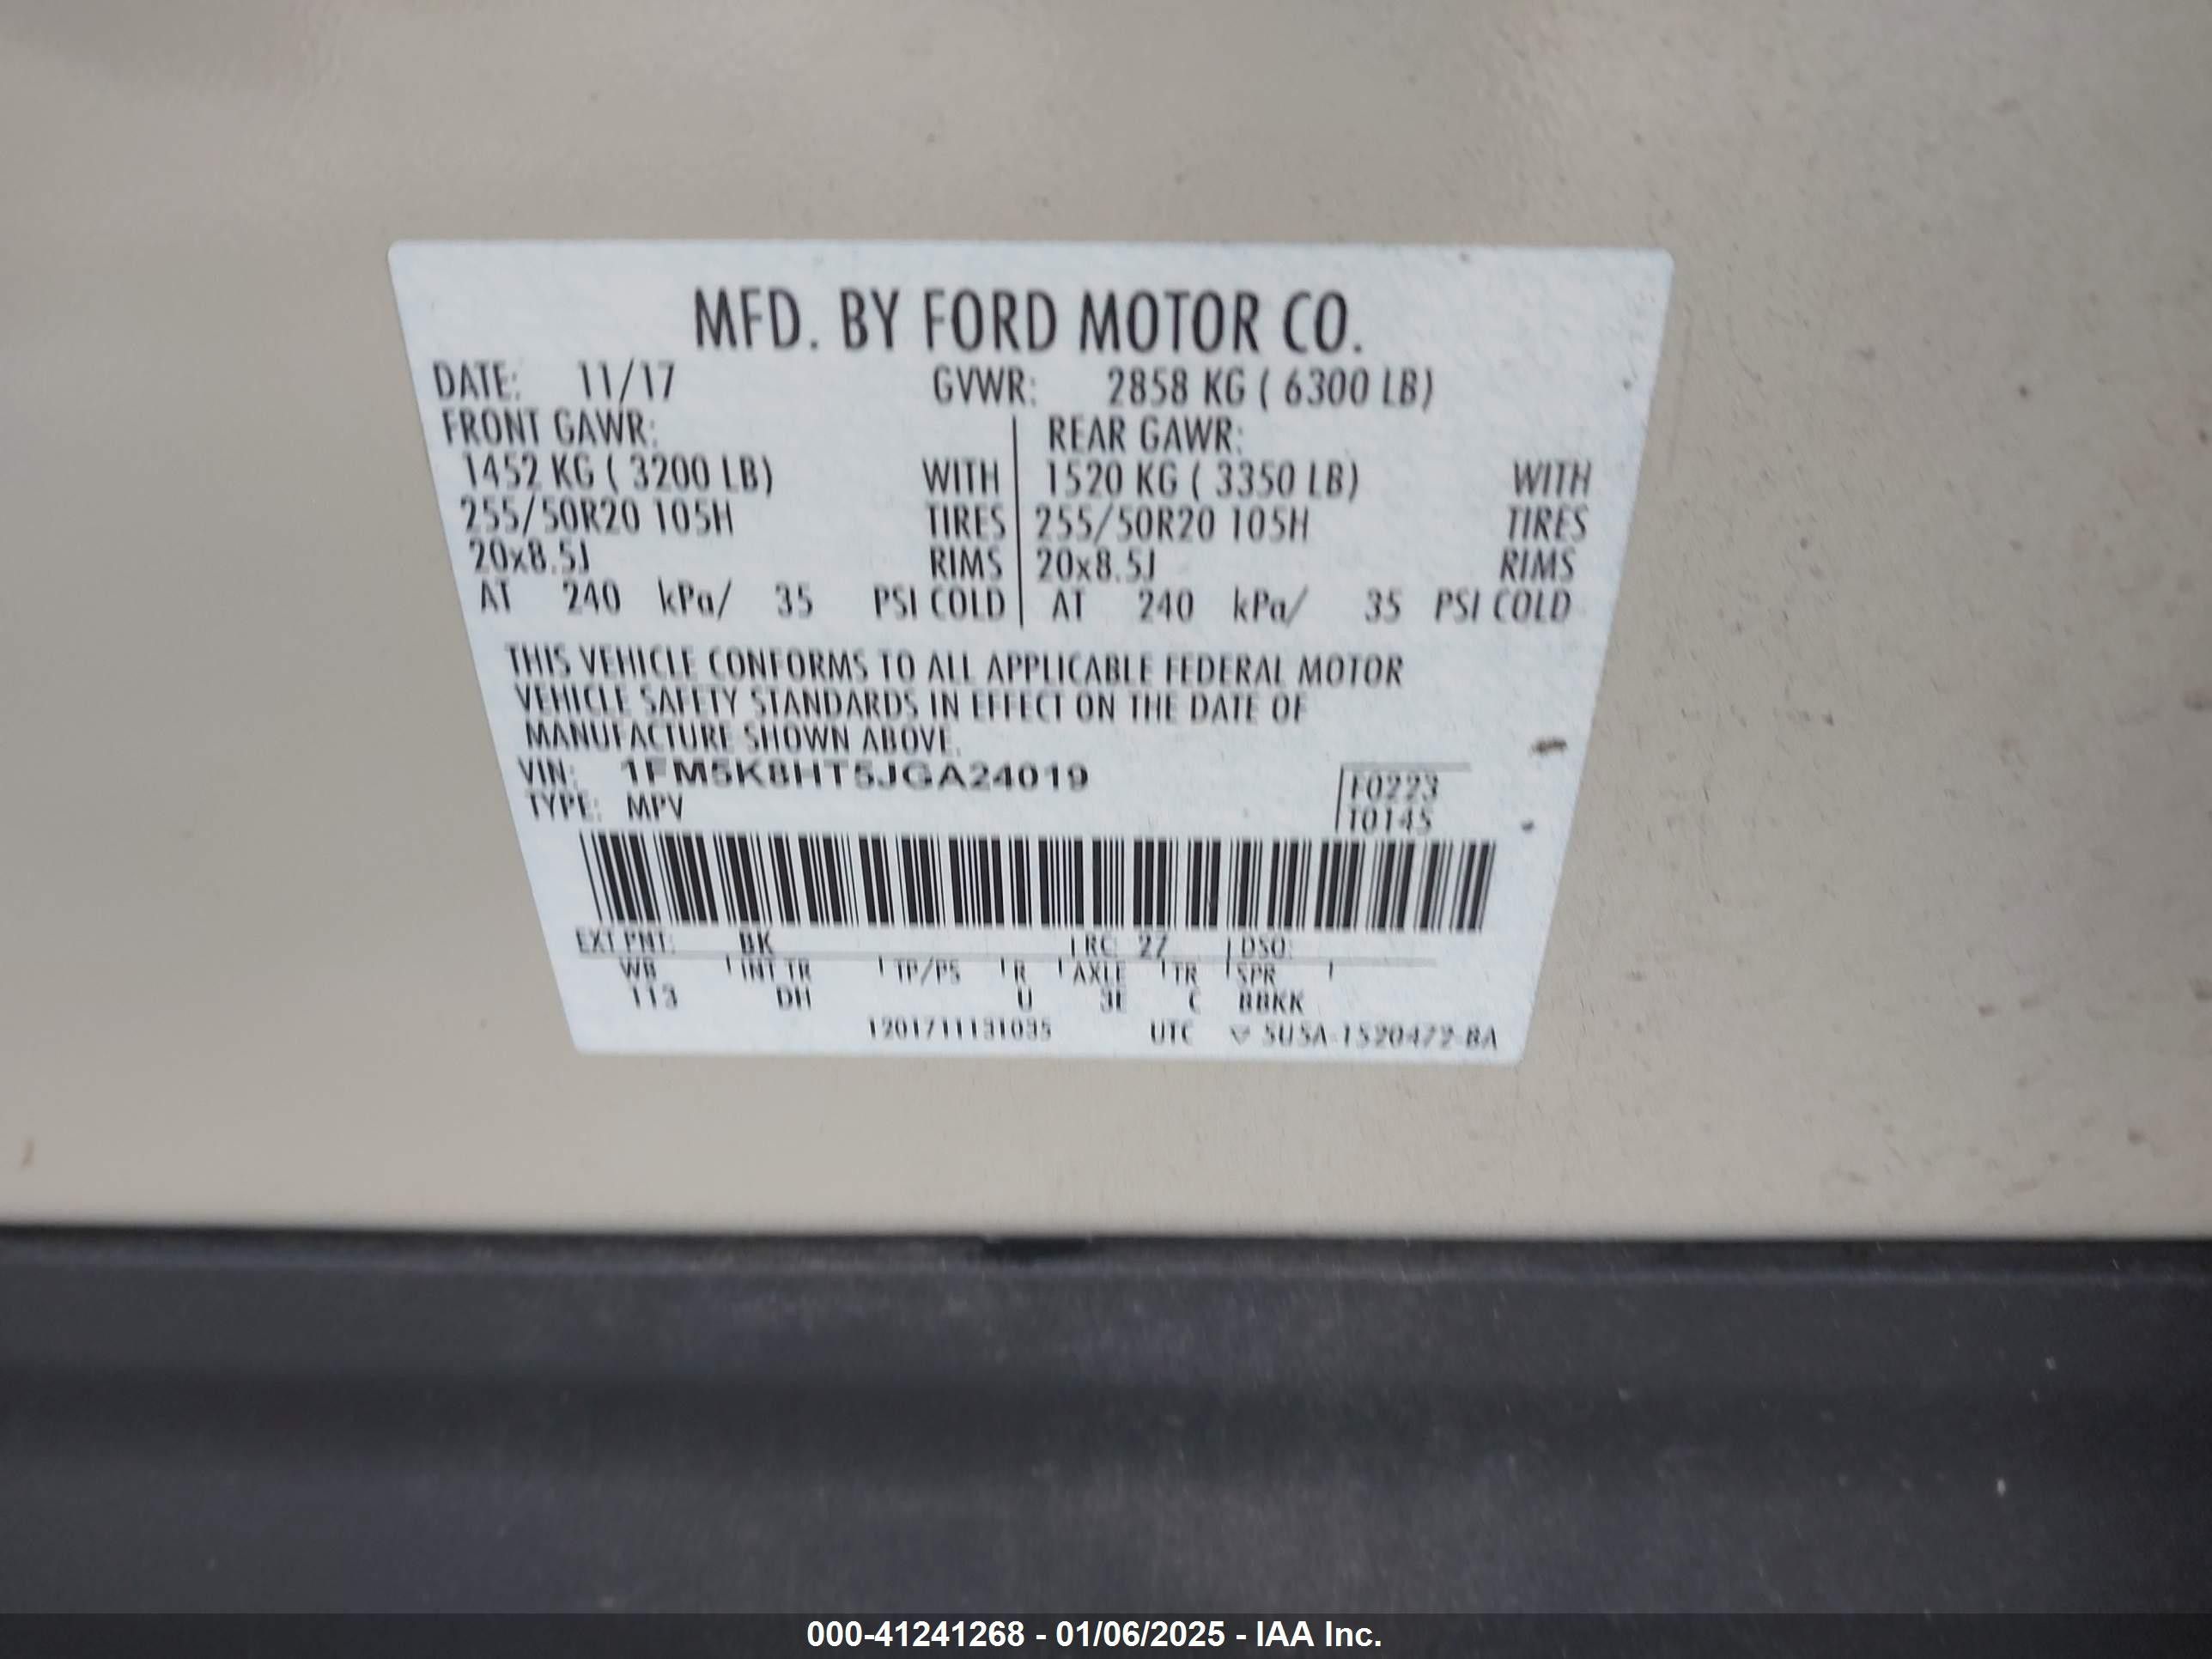 MFD. BY FORD MOTOR CO.
DATE: 11/17 GVWR: 2858 KG ( 6300 LB)
FRONT GAWR: REAR GAWR:
1452 KG ( 3200 LB) WITH 1520 KG ( 3350 LB) WITH
255/50R20 105H TIRES 255/50R20 105H TIRES
20x8.5J RIMS 20x8.5J RIMS
AT 240 kPa/ 35 PSI COLD AT 240 kPa/ 35 PSI COLD
THIS VEHICLE CONFORMS TO ALL APPLICABLE FEDERAL MOTOR
VEHICLE SAFETY STANDARDS IN EFFECT ON THE DATE OF
MANUFACTURE SHOWN ABOVE.
VIN: 1FM5K8HT5JGA24019
TYPE: MPV
F0223
T0145
EXT PNT: BK RC: 27 DSO:
WB INT TR TP/PS R AXLE TR SPR
113 DH U 3E C BBKK
1201711131035 UTC 5U5A-1520472-BA
000-41241268 - 01/06/2025 - IAA Inc.